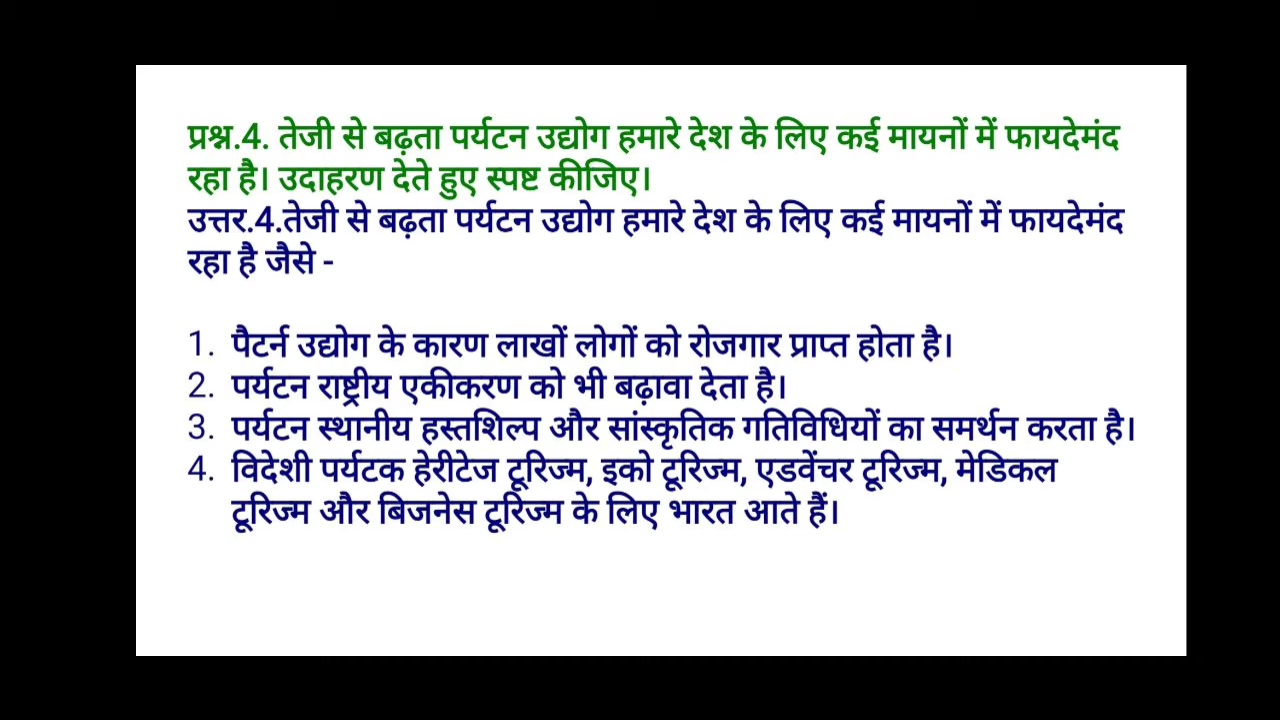 प्रश्न.4. तेजी से बढ़ता पर्यटन उद्योग हमारे देश के लिए कई मायनों में फायदेमंद
रहा है। उदाहरण देते हुए स्पष्ट कीजिए।
उत्तर.4.तेजी से बढ़ता पर्यटन उद्योग हमारे देश के लिए कई मायनों में फायदेमंद
रहा है जैसे -
1. पैटर्न उद्योग के कारण लाखों लोगों को रोजगार प्राप्त होता है।
2. पर्यटन राष्ट्रीय एकीकरण को भी बढ़ावा देता है।
3. पर्यटन स्थानीय हस्तशिल्प और सांस्कृतिक गतिविधियों का समर्थन करता है।
4. विदेशी पर्यटक हेरीटेज टूरिज्म, इको टूरिज्म, एडवेंचर टूरिज्म, मेडिकल
टूरिज्म और बिजनेस टूरिज्म के लिए भारत आते हैं।